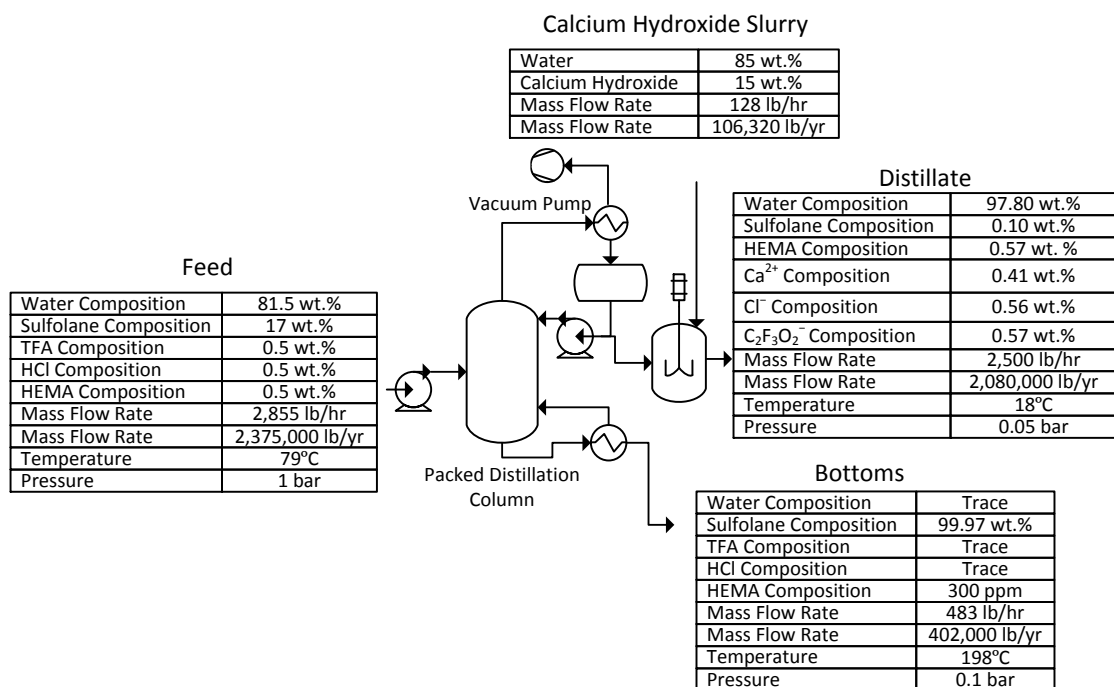 Calcium Hydroxide Slurry
Water 85 wt.%
Calcium Hydroxide 15 wt.%
Mass Flow Rate 128 lb/hr
Mass Flow Rate 106,320 lb/yr
Vacuum Pump
Distillate
Water Composition 97.80 wt.%
Sulfolane Composition 0.10 wt.%
HEMA Composition 0.57 wt. %
Ca²⁺ Composition 0.41 wt.%
Cl⁻ Composition 0.56 wt.%
C₂F₃O₂⁻ Composition 0.57 wt.%
Mass Flow Rate 2,500 lb/hr
Mass Flow Rate 2,080,000 lb/yr
Temperature 18°C
Pressure 0.05 bar
Feed
Water Composition 81.5 wt.%
Sulfolane Composition 17 wt.%
TFA Composition 0.5 wt.%
HCl Composition 0.5 wt.%
HEMA Composition 0.5 wt.%
Mass Flow Rate 2,855 lb/hr
Mass Flow Rate 2,375,000 lb/yr
Temperature 79°C
Pressure 1 bar
Packed Distillation
Column
Bottoms
Water Composition Trace
Sulfolane Composition 99.97 wt.%
TFA Composition Trace
HCl Composition Trace
HEMA Composition 300 ppm
Mass Flow Rate 483 lb/hr
Mass Flow Rate 402,000 lb/yr
Temperature 198°C
Pressure 0.1 bar